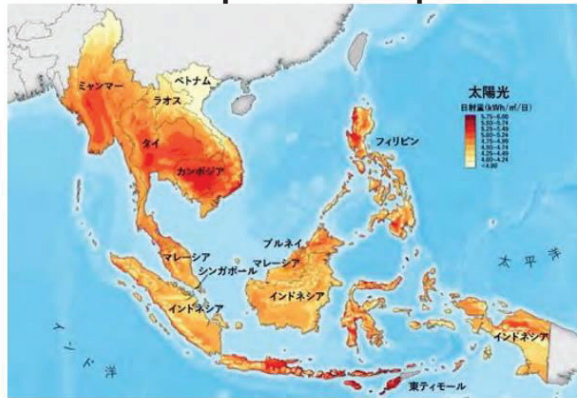 ミャンマー
ベトナム
ラオス
タイ
カンボジア
太陽光
日射量(kWh/㎡/日)
フィリピン
ブルネイ
マレーシア
マレーシア
シンガポール
インドネシア
インドネシア
インドネシア
太平洋
インド洋
東ティモール